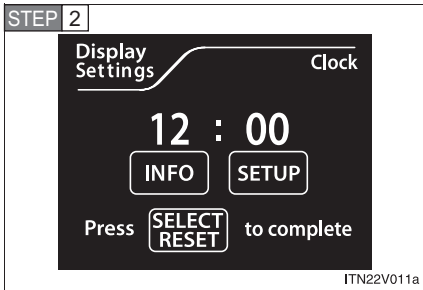 STEP 2
Display
Settings
Clock
12 : 00
INFO SETUP
Press SELECT RESET to complete
ITN22V011a